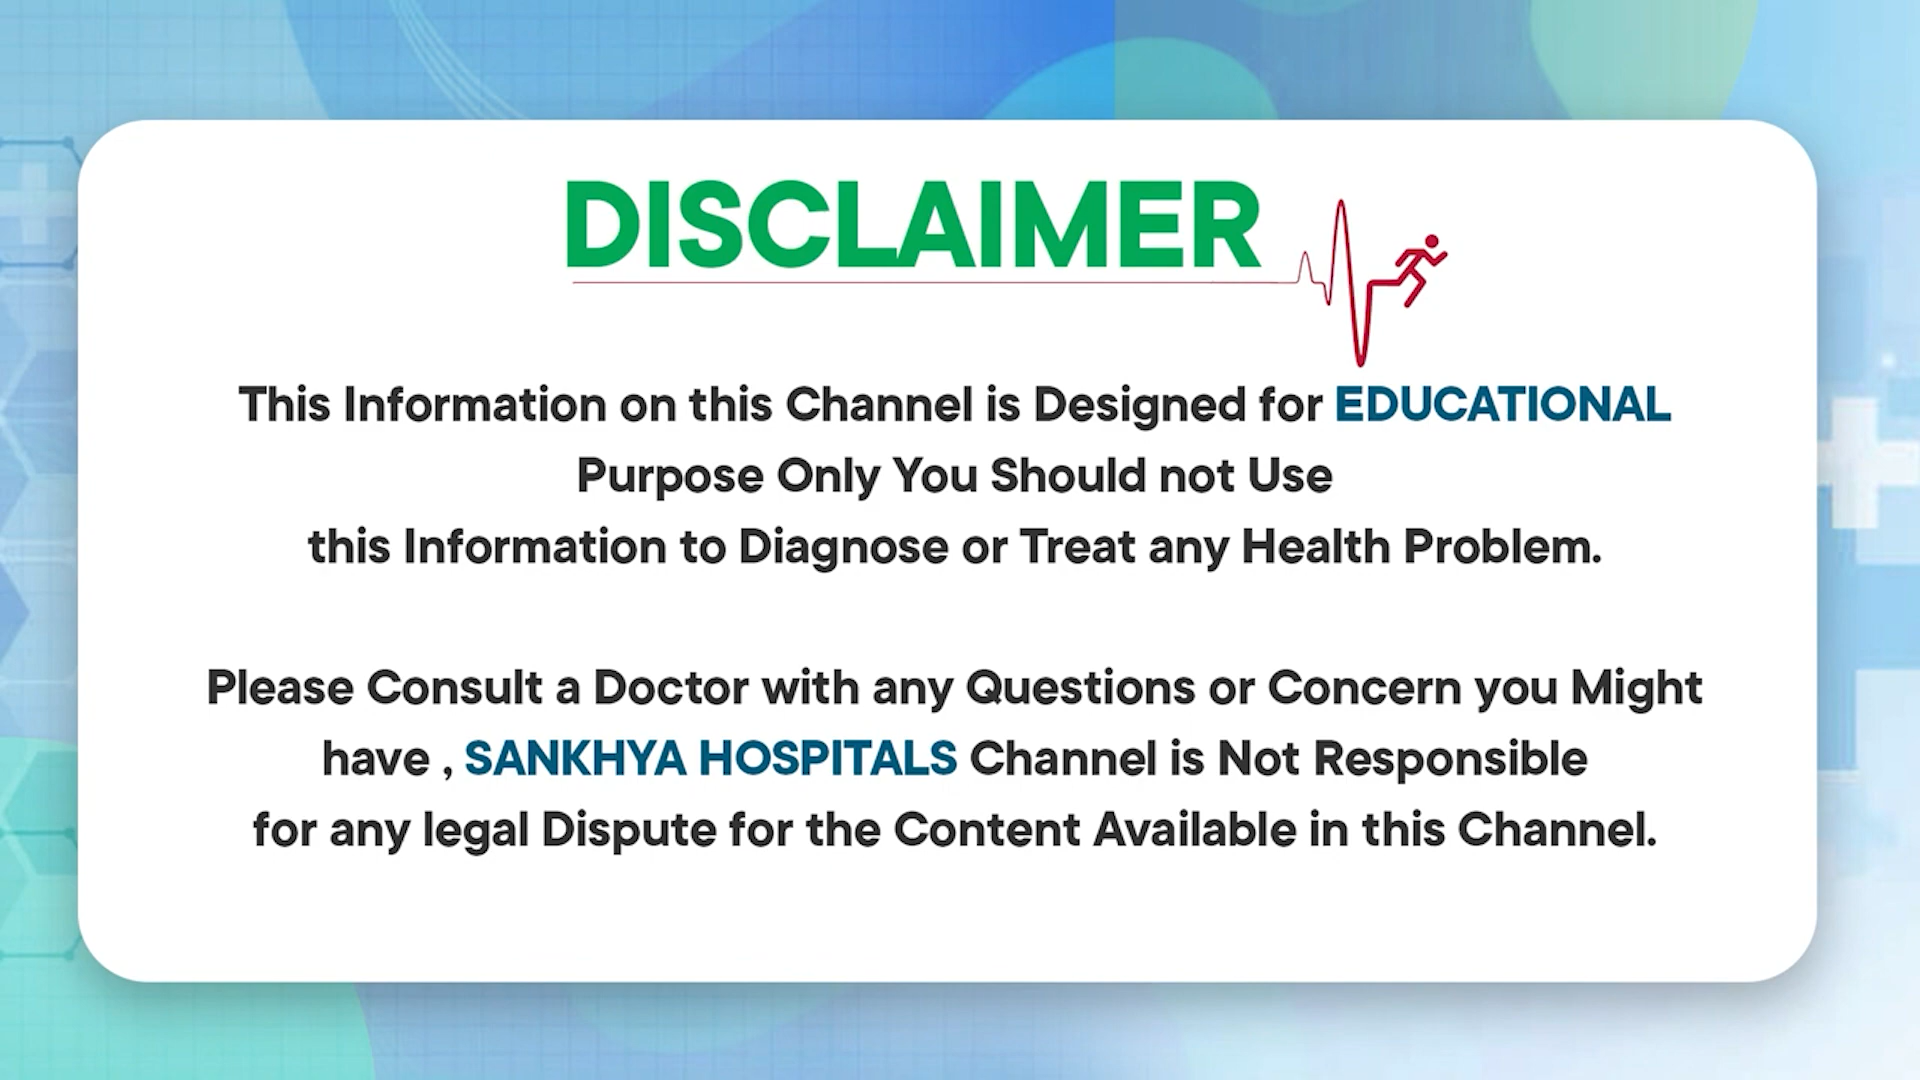 DISCLAIMER
This Information on this Channel is Designed for EDUCATIONAL
Purpose Only You Should not Use
this Information to Diagnose or Treat any Health Problem.
Please Consult a Doctor with any Questions or Concern you Might
have , SANKHYA HOSPITALS Channel is Not Responsible
for any legal Dispute for the Content Available in this Channel.